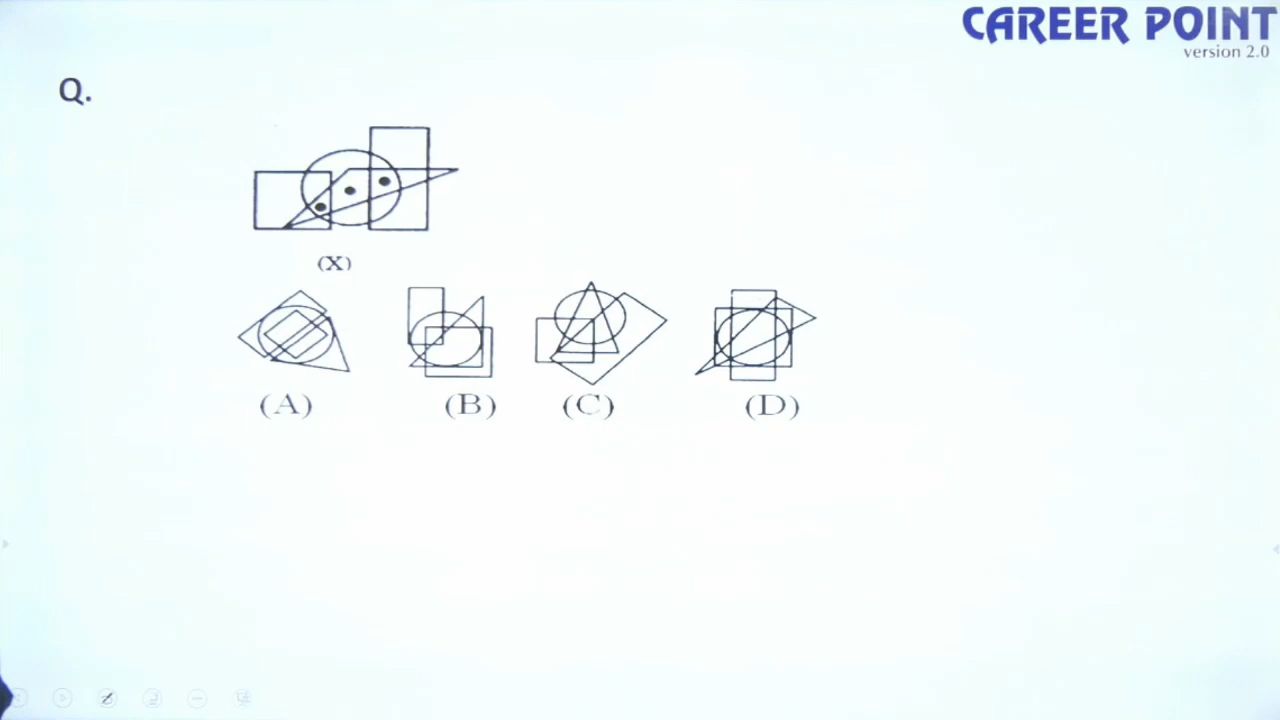 CAREER POINT
version 2.0
Q.
(X)
(A) (B) (C) (D)